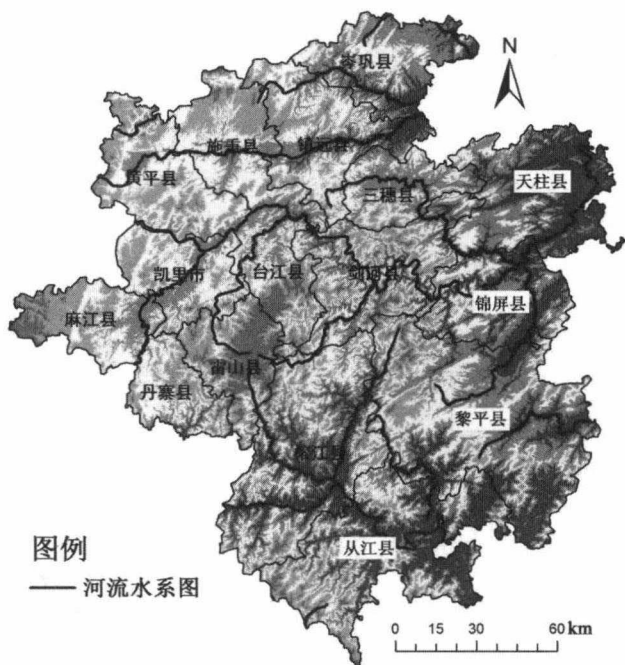 N
岑巩县
施秉县
镇远县
黄平县
三穗县
天柱县
凯里市
台江县
剑河县
锦屏县
麻江县
雷山县
丹寨县
黎平县
榕江县
从江县
图例
河流水系图
0 15 30 60 km